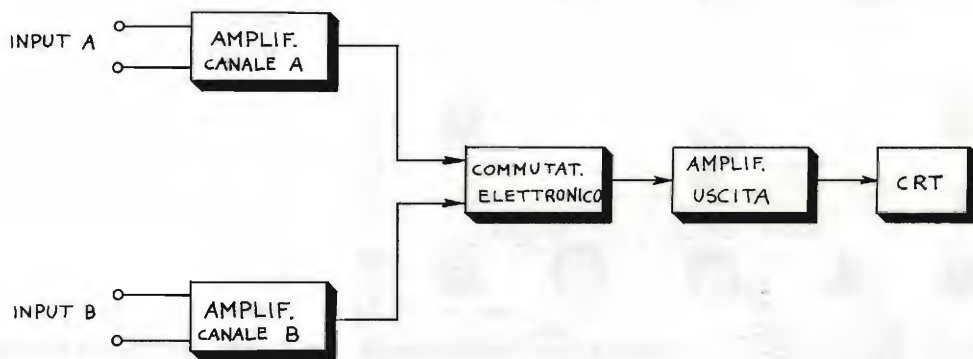 INPUT A
AMPLIF.
CANALE A
COMMUTAT.
ELETTRONICO
AMPLIF.
USCITA
CRT
INPUT B
AMPLIF.
CANALE B